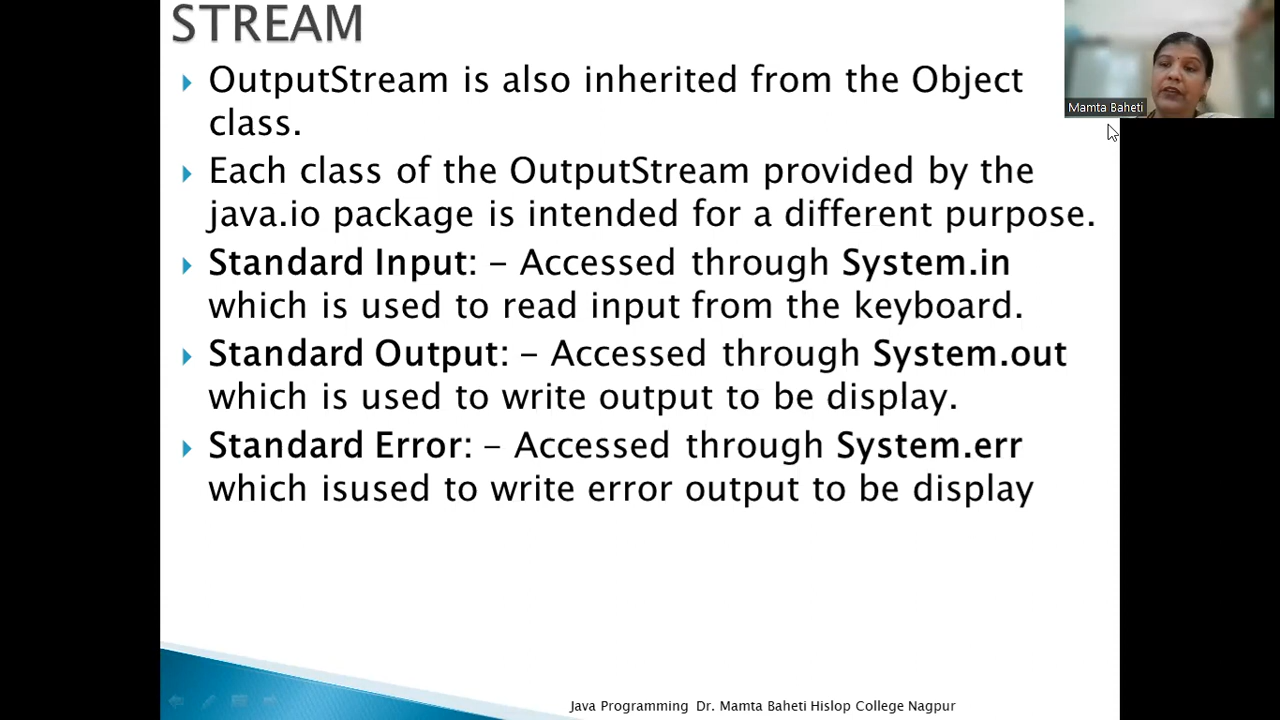 STREAM
Mamta Baheti
OutputStream is also inherited from the Object
class.
Each class of the OutputStream provided by the
java.io package is intended for a different purpose.
Standard Input: - Accessed through System.in
which is used to read input from the keyboard.
Standard Output: - Accessed through System.out
which is used to write output to be display.
Standard Error: - Accessed through System.err
which isused to write error output to be display
Java Programming Dr. Mamta Baheti Hislop College Nagpur